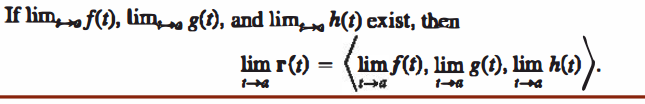 If lim_{t→a} f(t), lim_{t→a} g(t), and lim_{t→a} h(t) exist, then
lim_{t→a} r(t) = ⟨ lim_{t→a} f(t), lim_{t→a} g(t), lim_{t→a} h(t) ⟩.